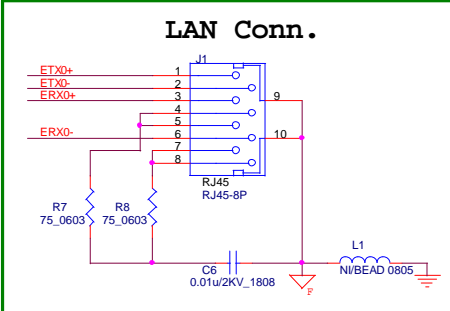 LAN Conn.
J1
ETX0+ 1
ETX0- 2
ERX0+ 3 9
4
5
ERX0- 6 10
7
8
RJ45
RJ45-8P
R7 R8
75_0603 75_0603
L1
C6 NI/BEAD 0805
0.01u/2KV_1808
F